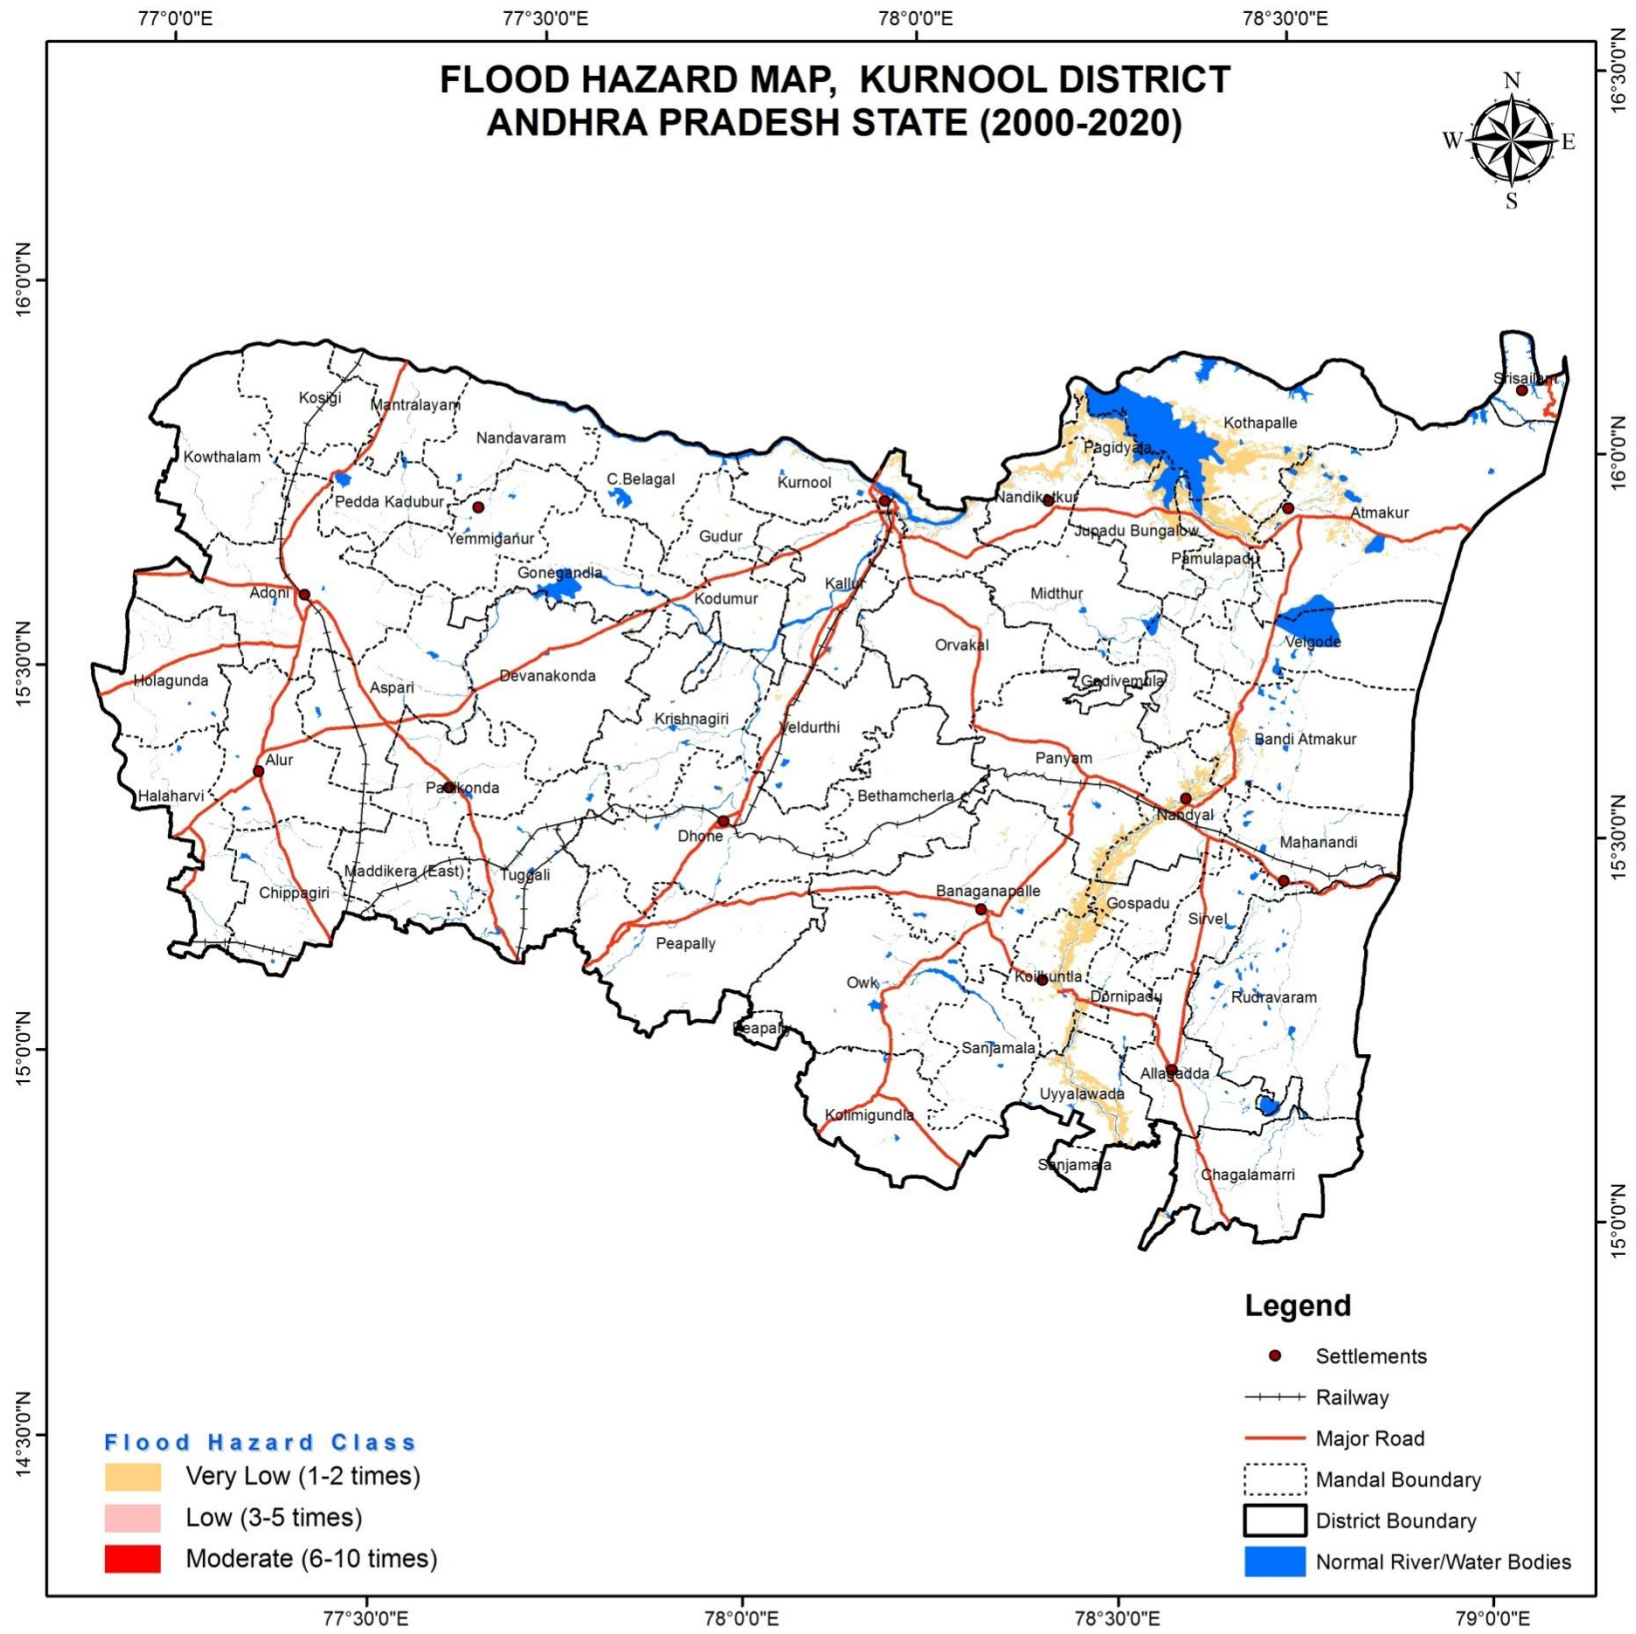 77°0'0"E
77°30'0"E
78°0'0"E
78°30'0"E
FLOOD HAZARD MAP, KURNOOL DISTRICT
ANDHRA PRADESH STATE (2000-2020)
N
W
E
S
16°30'0"N
16°0'0"N
16°0'0"N
15°30'0"N
15°30'0"N
15°0'0"N
15°0'0"N
14°30'0"N
Srisailam
Kosigi
Mantralayam
Kothapalle
Nandavaram
Pagidyala
Kowthalam
C.Belagal
Kurnool
Pedda Kadubur
Nandikotkur
Atmakur
Yemmiganur
Gudur
Jupadu Bungalow
Pamulapadu
Gonegandla
Kallur
Adoni
Kodumur
Midthur
Orvakal
Velgode
Holagunda
Devanakonda
Gadivemula
Aspari
Krishnagiri
Veldurthi
Bandi Atmakur
Alur
Panyam
Halaharvi
Pattikonda
Bethamcherla
Nandyal
Dhone
Mahanandi
Maddikera (East)
Tuggali
Chippagiri
Banaganapalle
Gospadu
Sirvel
Peapally
Owk
Koilkuntla
Dornipadu
Rudravaram
Peapally
Sanjamala
Allagadda
Uyyalawada
Kolimigundla
Sanjamala
Chagalamarri
Legend
Settlements
Railway
Major Road
Mandal Boundary
District Boundary
Normal River/Water Bodies
Flood Hazard Class
Very Low (1-2 times)
Low (3-5 times)
Moderate (6-10 times)
77°30'0"E
78°0'0"E
78°30'0"E
79°0'0"E